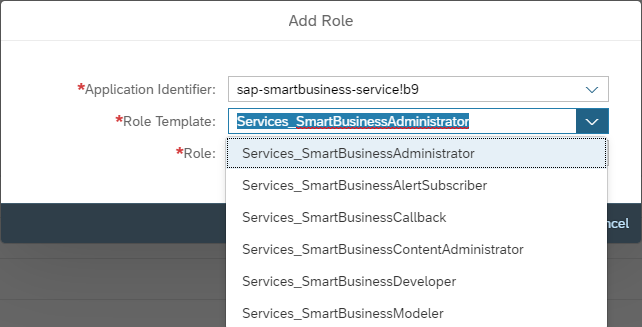 Add Role
*Application Identifier: sap-smartbusiness-service!b9
*Role Template: Services_SmartBusinessAdministrator
*Role: Services_SmartBusinessAdministrator
Services_SmartBusinessAlertSubscriber
Services_SmartBusinessCallback
ncel
Services_SmartBusinessContentAdministrator
Services_SmartBusinessDeveloper
Services_SmartBusinessModeler